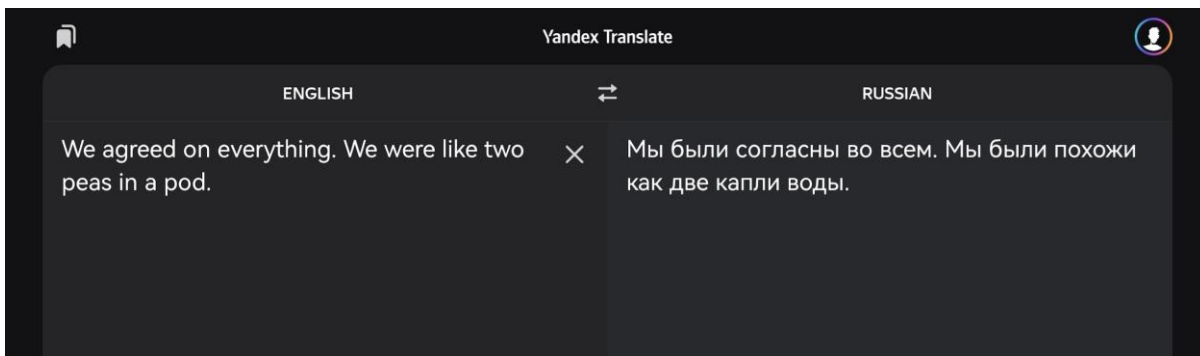 Yandex Translate
ENGLISH
RUSSIAN
We agreed on everything. We were like two
peas in a pod.
Мы были согласны во всем. Мы были похожи
как две капли воды.